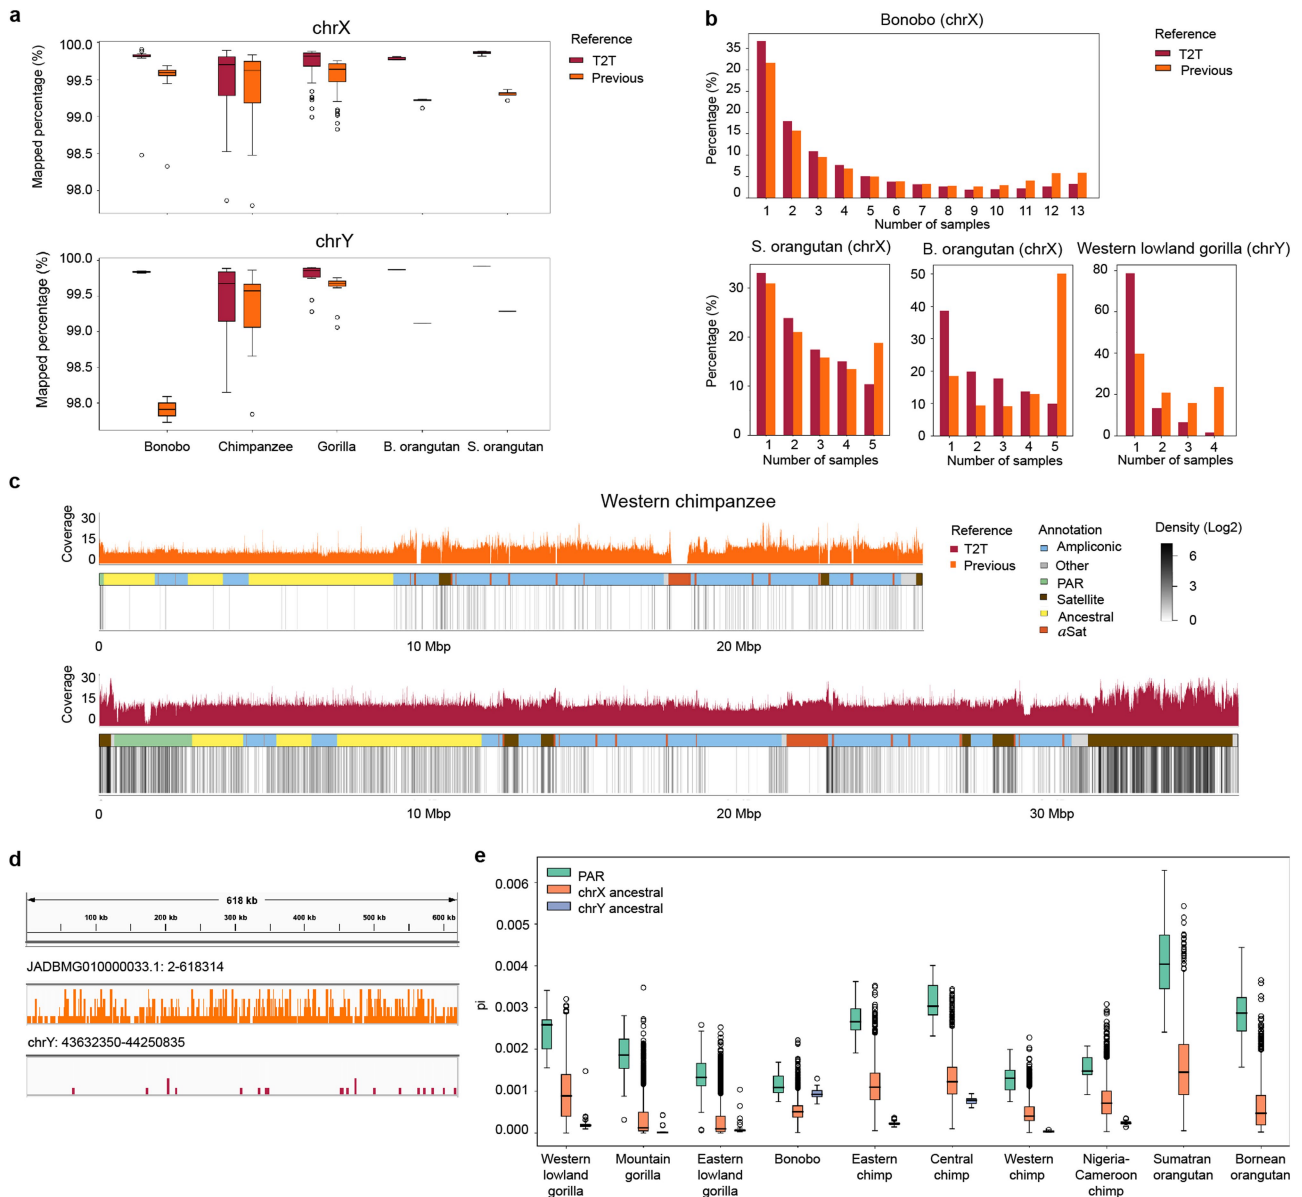 a
chrX
Mapped percentage (%)
100.0
99.5
99.0
98.5
98.0
Reference
T2T
Previous
chrY
Mapped percentage (%)
100.0
99.5
99.0
98.5
98.0
Bonobo Chimpanzee Gorilla B. orangutan S. orangutan
b
Bonobo (chrX)
Percentage (%)
35
30
25
20
15
10
5
0
1 2 3 4 5 6 7 8 9 10 11 12 13
Number of samples
Reference
T2T
Previous
S. orangutan (chrX)
Percentage (%)
30
20
10
0
1 2 3 4 5
Number of samples
B. orangutan (chrX)
50
40
30
20
10
0
1 2 3 4 5
Number of samples
Western lowland gorilla (chrY)
80
60
40
20
0
1 2 3 4
Number of samples
c
Western chimpanzee
Coverage
30
15
0
0 10 Mbp 20 Mbp
Reference
T2T
Previous
Annotation
Ampliconic
Other
PAR
Satellite
Ancestral
αSat
Density (Log2)
6
3
0
Coverage
30
15
0
0 10 Mbp 20 Mbp 30 Mbp
d
618 kb
100 kb 200 kb 300 kb 400 kb 500 kb 600 kb
JADBMG010000033.1: 2-618314
chrY: 43632350-44250835
e
PAR
chrX ancestral
chrY ancestral
pi
0.006
0.005
0.004
0.003
0.002
0.001
0.000
Western lowland gorilla
Mountain gorilla
Eastern lowland gorilla
Bonobo
Eastern chimp
Central chimp
Western chimp
Nigeria-Cameroon chimp
Sumatran orangutan
Bornean orangutan